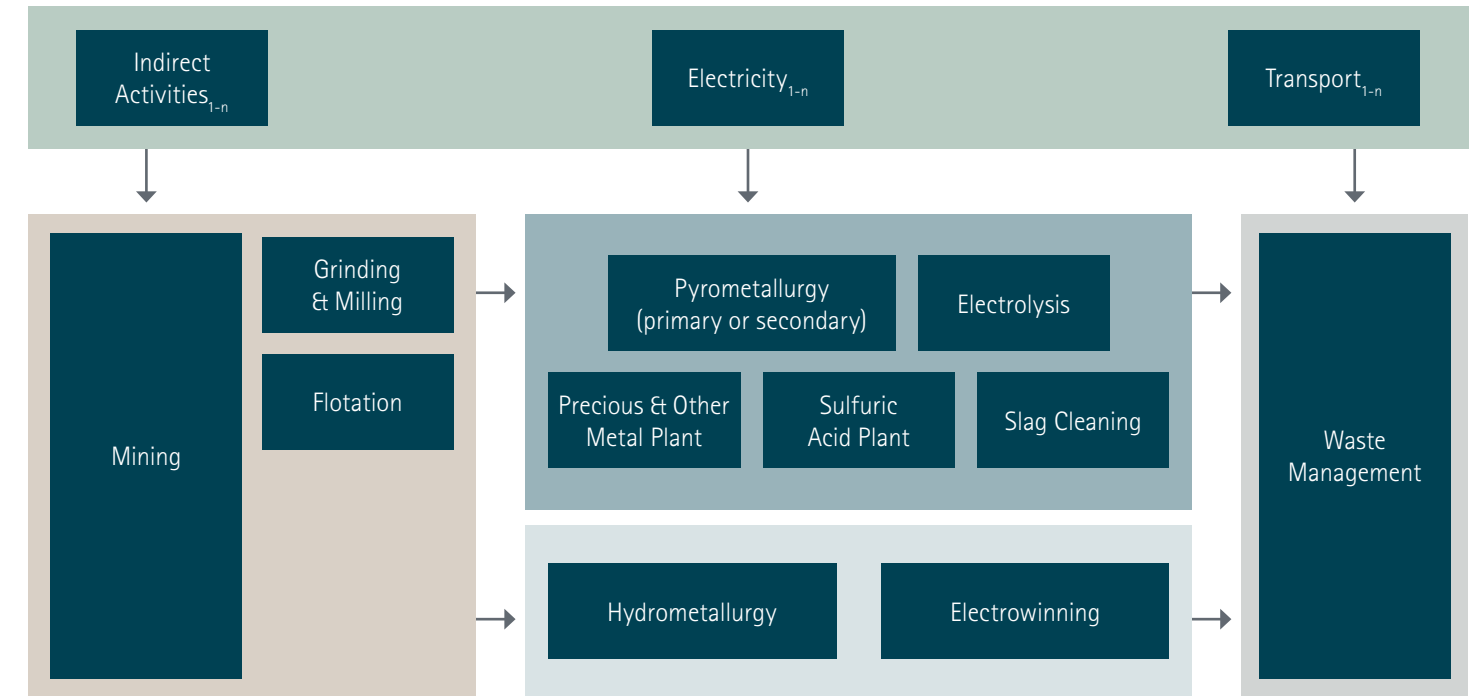 Indirect
Activities1-n
Electricity1-n
Transport1-n
Mining
Grinding
& Milling
Flotation
Pyrometallurgy
(primary or secondary)
Electrolysis
Precious & Other
Metal Plant
Sulfuric
Acid Plant
Slag Cleaning
Hydrometallurgy
Electrowinning
Waste
Management